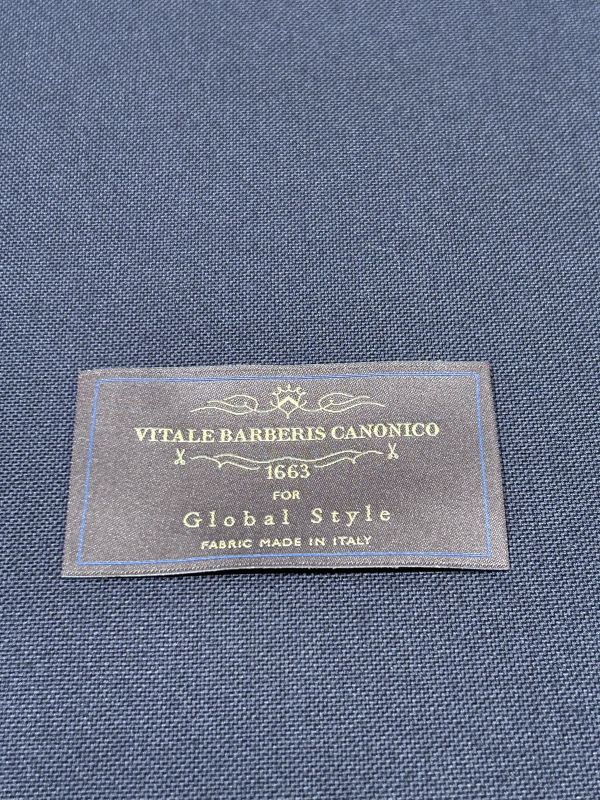 VITALE BARBERIS CANONICO
1663
FOR
Global Style
FABRIC MADE IN ITALY